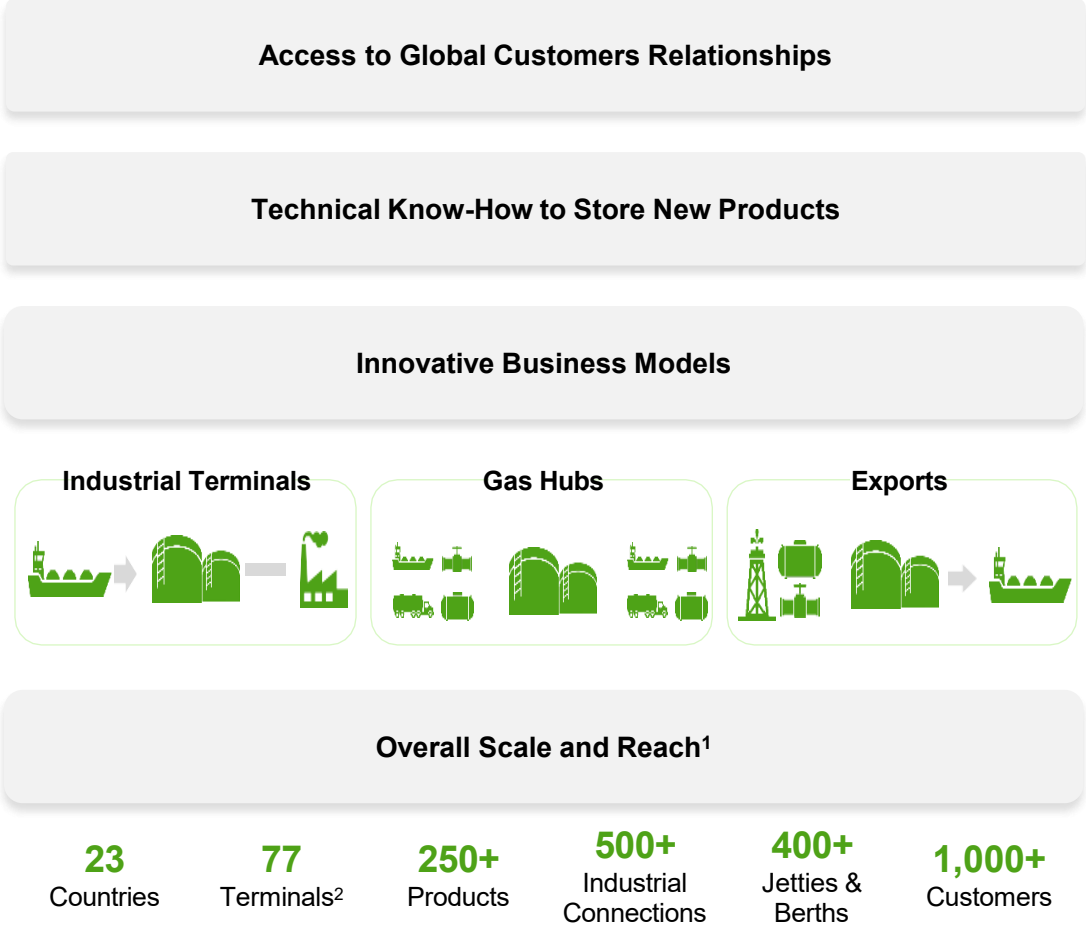 Access to Global Customers Relationships
Technical Know-How to Store New Products
Innovative Business Models
Industrial Terminals
Gas Hubs
Exports
Overall Scale and Reach¹
23
Countries
77
Terminals²
250+
Products
500+
Industrial
Connections
400+
Jetties &
Berths
1,000+
Customers